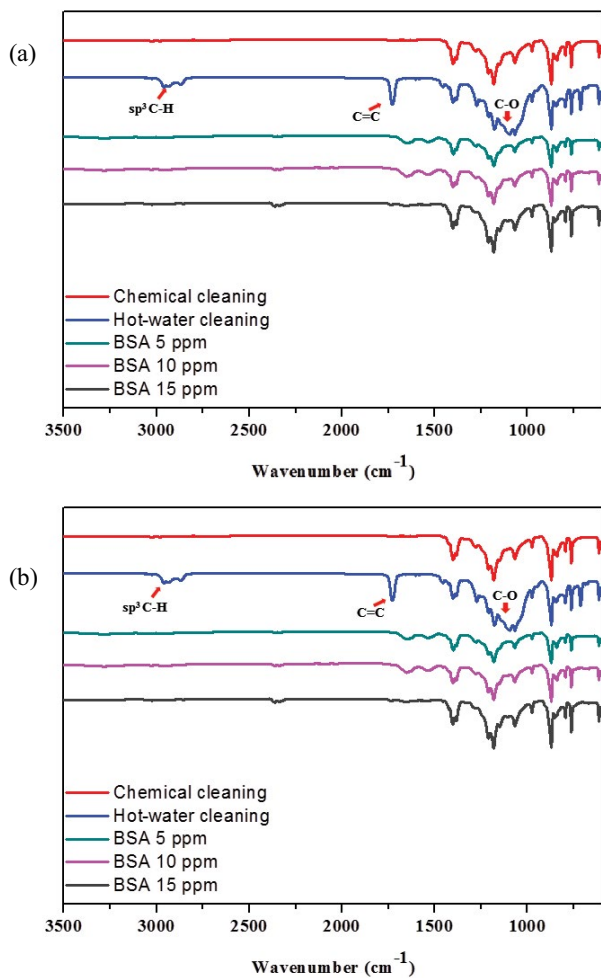 (a)
sp³C-H
C=C
C-O
Chemical cleaning
Hot-water cleaning
BSA 5 ppm
BSA 10 ppm
BSA 15 ppm
3500 3000 2500 2000 1500 1000
Wavenumber (cm⁻¹)
(b)
sp³C-H
C=C
C-O
Chemical cleaning
Hot-water cleaning
BSA 5 ppm
BSA 10 ppm
BSA 15 ppm
3500 3000 2500 2000 1500 1000
Wavenumber (cm⁻¹)